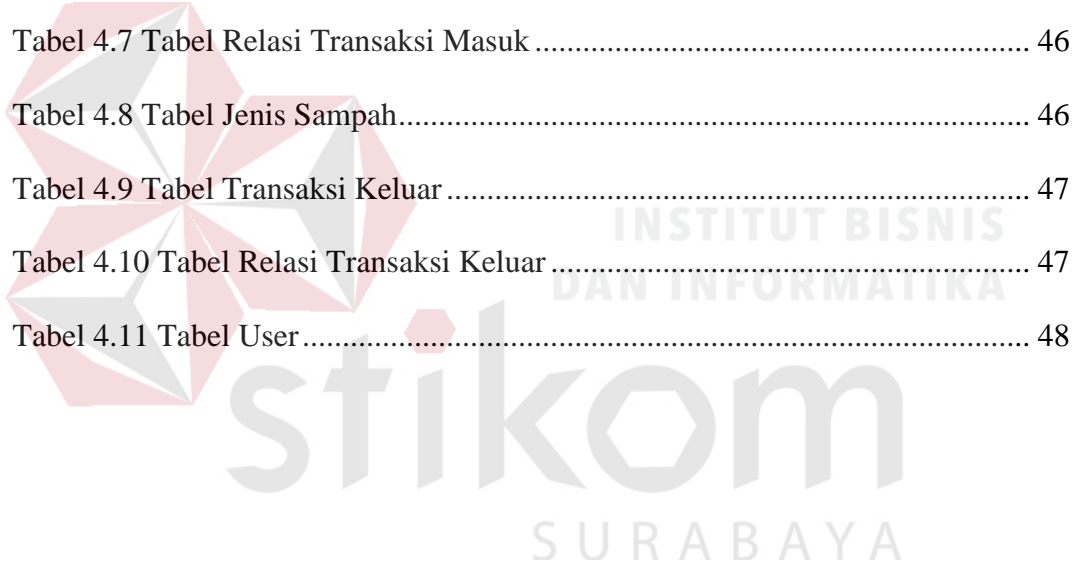 Tabel 4.7 Tabel Relasi Transaksi Masuk ............................................................... 46
Tabel 4.8 Tabel Jenis Sampah................................................................................ 46
Tabel 4.9 Tabel Transaksi Keluar .......................................................................... 47
INSTITUT BISNIS
Tabel 4.10 Tabel Relasi Transaksi Keluar ............................................................. 47
DAN INFORMATIKA
Tabel 4.11 Tabel User ............................................................................................ 48
stikom
SURABAYA